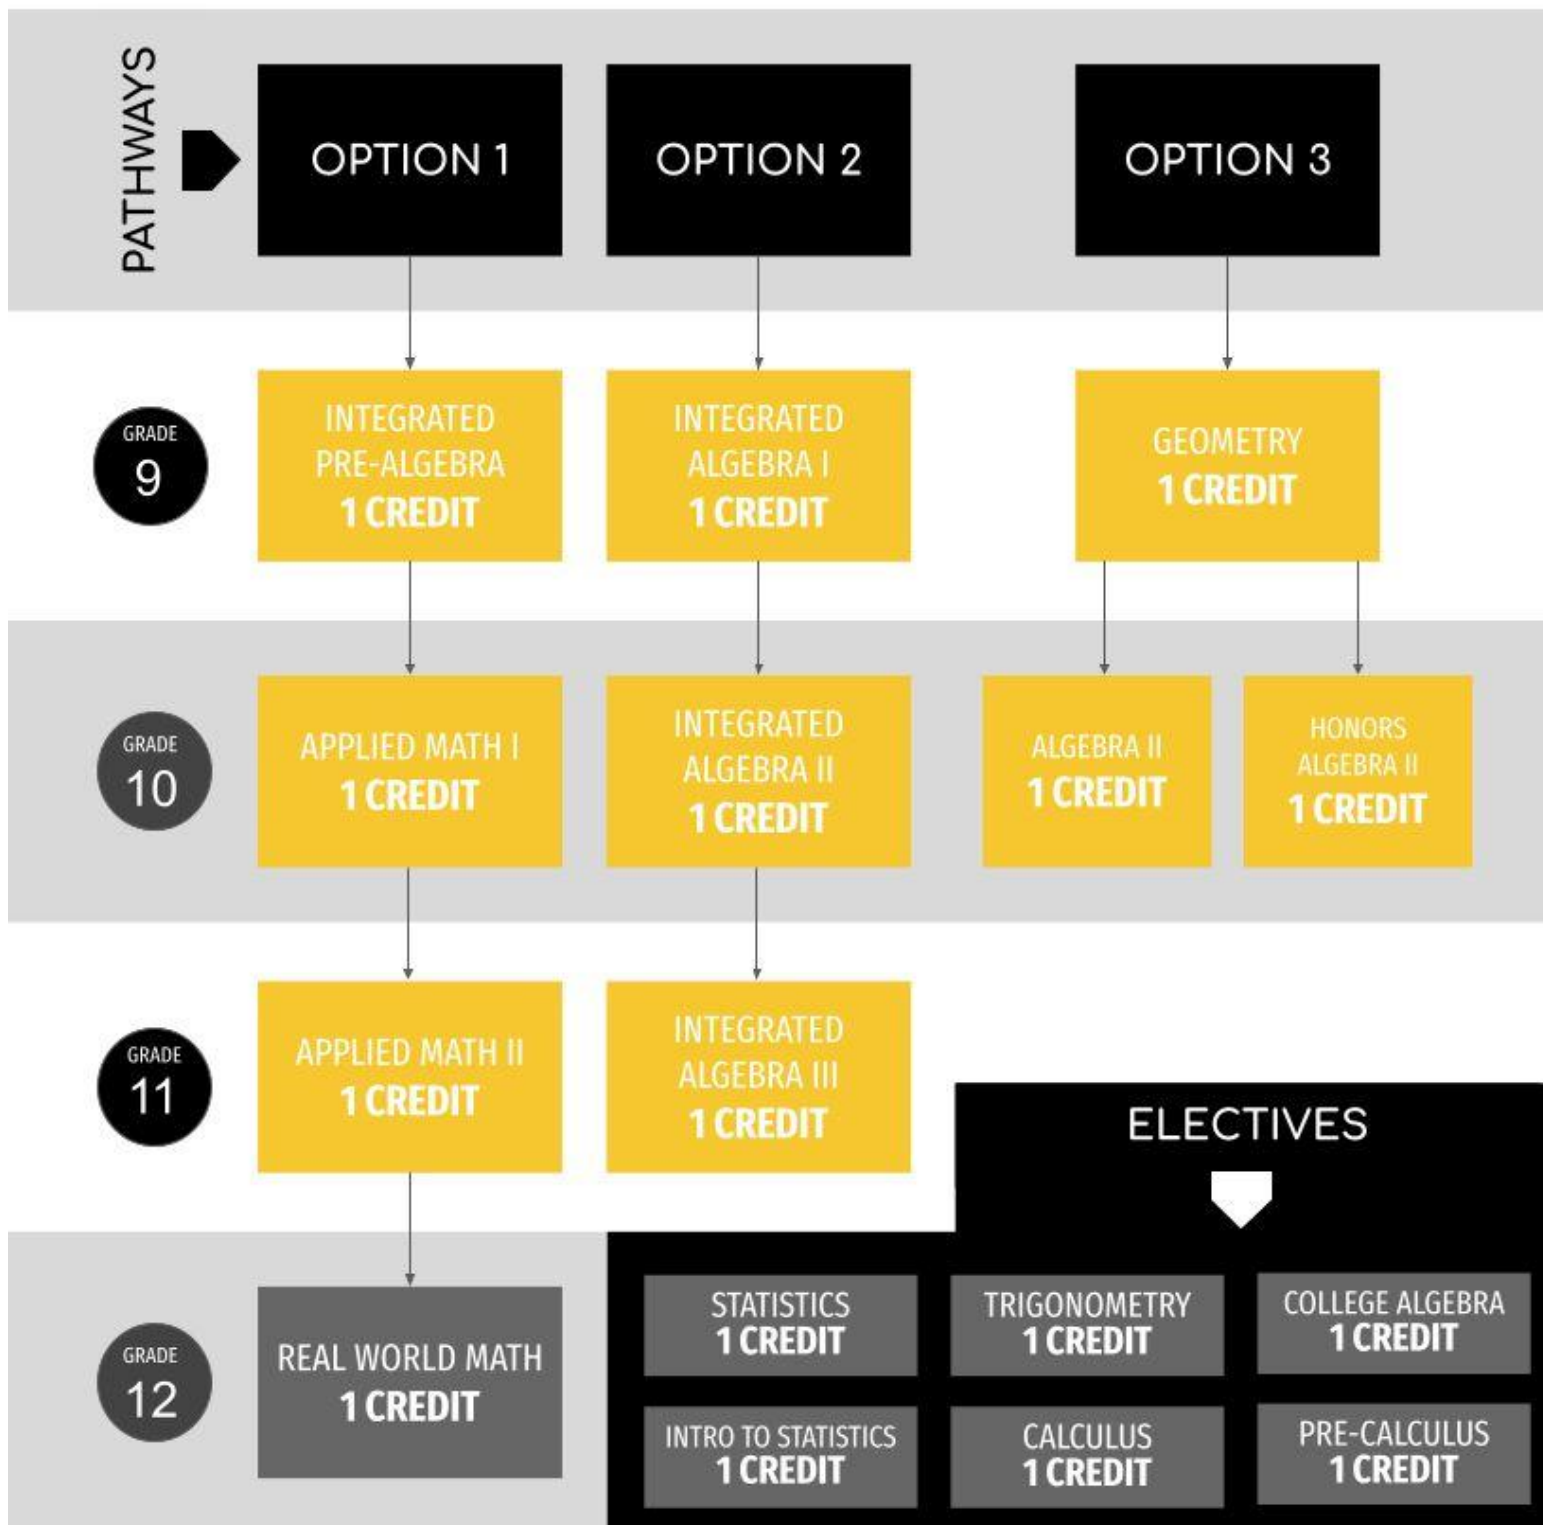 PATHWAYS
OPTION 1
OPTION 2
OPTION 3
GRADE
9
INTEGRATED
PRE-ALGEBRA
1 CREDIT
INTEGRATED
ALGEBRA I
1 CREDIT
GEOMETRY
1 CREDIT
GRADE
10
APPLIED MATH I
1 CREDIT
INTEGRATED
ALGEBRA II
1 CREDIT
ALGEBRA II
1 CREDIT
HONORS
ALGEBRA II
1 CREDIT
GRADE
11
APPLIED MATH II
1 CREDIT
INTEGRATED
ALGEBRA III
1 CREDIT
ELECTIVES
GRADE
12
REAL WORLD MATH
1 CREDIT
STATISTICS
1 CREDIT
TRIGONOMETRY
1 CREDIT
COLLEGE ALGEBRA
1 CREDIT
INTRO TO STATISTICS
1 CREDIT
CALCULUS
1 CREDIT
PRE-CALCULUS
1 CREDIT